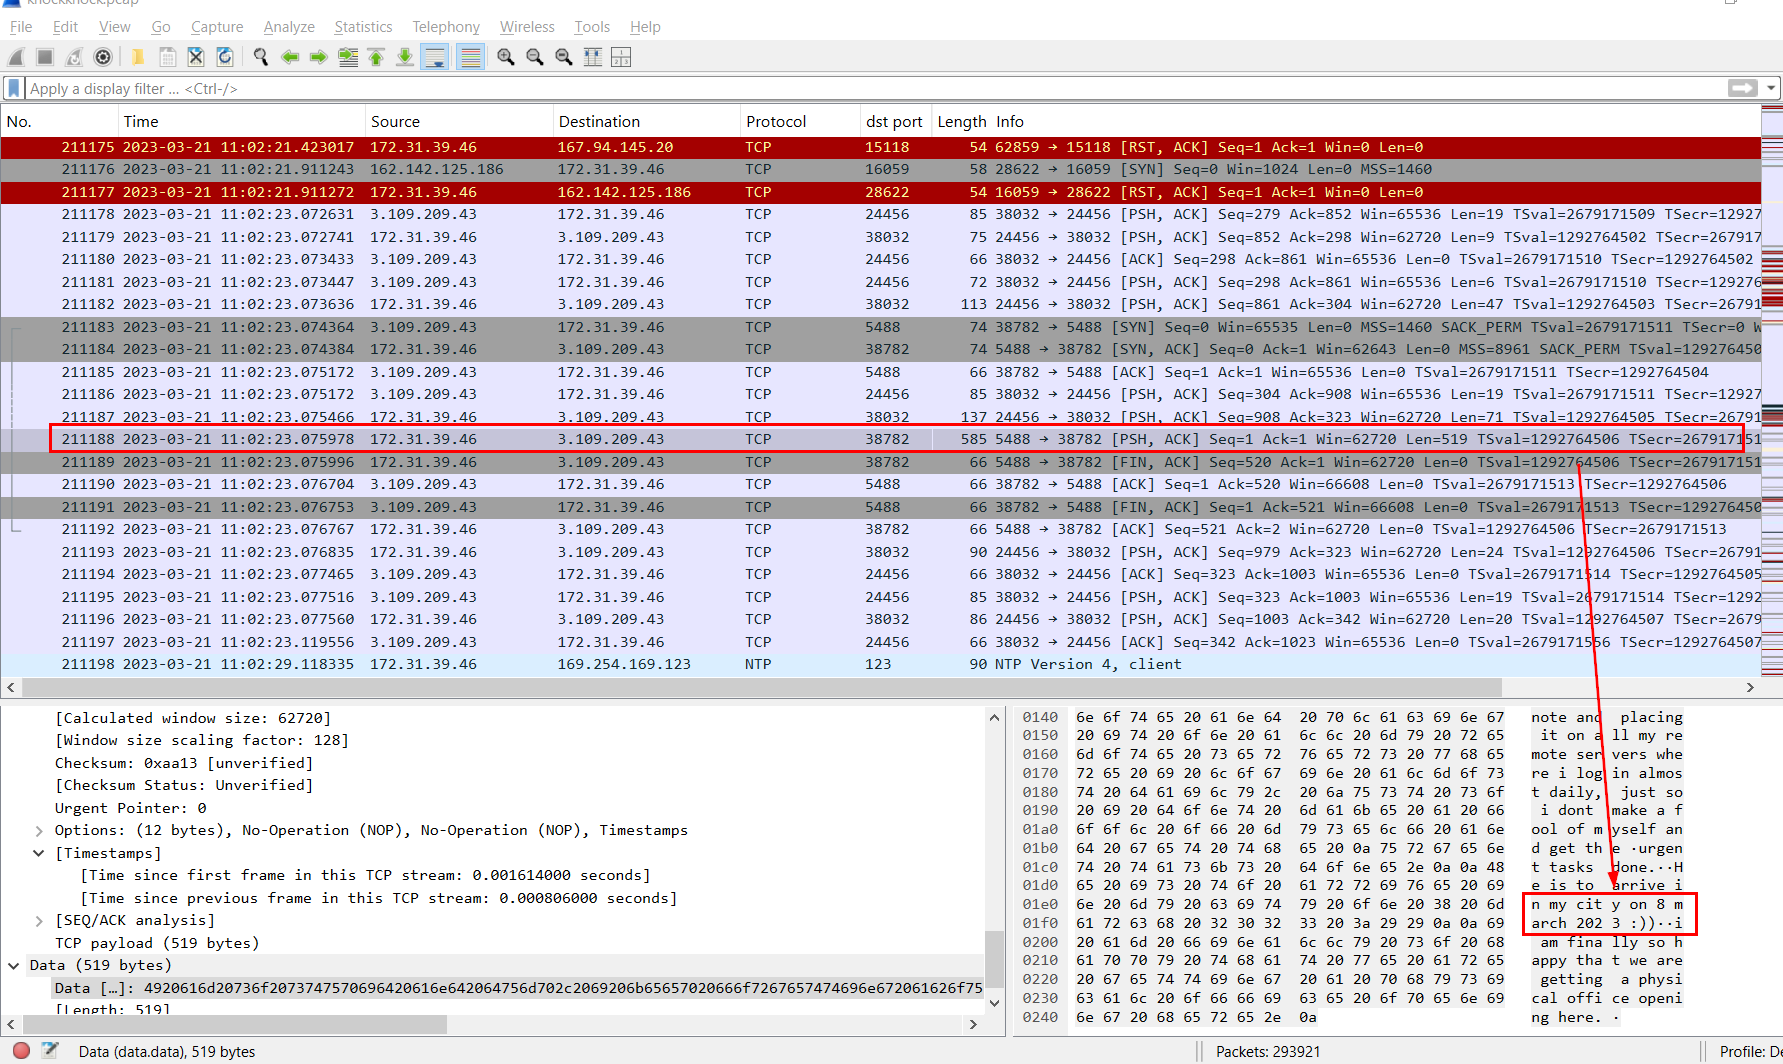 knockknock.pcap
File Edit View Go Capture Analyze Statistics Telephony Wireless Tools Help
Apply a display filter ... <Ctrl-/>
No. Time Source Destination Protocol dst port Length Info
211175 2023-03-21 11:02:21.423017 172.31.39.46 167.94.145.20 TCP 15118 54 62859 → 15118 [RST, ACK] Seq=1 Ack=1 Win=0 Len=0
211176 2023-03-21 11:02:21.911243 162.142.125.186 172.31.39.46 TCP 16059 58 28622 → 16059 [SYN] Seq=0 Win=1024 Len=0 MSS=1460
211177 2023-03-21 11:02:21.911272 172.31.39.46 162.142.125.186 TCP 28622 54 16059 → 28622 [RST, ACK] Seq=1 Ack=1 Win=0 Len=0
211178 2023-03-21 11:02:23.072631 3.109.209.43 172.31.39.46 TCP 24456 85 38032 → 24456 [PSH, ACK] Seq=279 Ack=852 Win=65536 Len=19 TSval=2679171509 TSecr=12927
211179 2023-03-21 11:02:23.072741 172.31.39.46 3.109.209.43 TCP 38032 75 24456 → 38032 [PSH, ACK] Seq=852 Ack=298 Win=62720 Len=9 TSval=1292764502 TSecr=267917
211180 2023-03-21 11:02:23.073433 3.109.209.43 172.31.39.46 TCP 24456 66 38032 → 24456 [ACK] Seq=298 Ack=861 Win=65536 Len=0 TSval=2679171510 TSecr=1292764502
211181 2023-03-21 11:02:23.073447 3.109.209.43 172.31.39.46 TCP 24456 72 38032 → 24456 [PSH, ACK] Seq=298 Ack=861 Win=65536 Len=6 TSval=2679171510 TSecr=129276
211182 2023-03-21 11:02:23.073636 172.31.39.46 3.109.209.43 TCP 38032 113 24456 → 38032 [PSH, ACK] Seq=861 Ack=304 Win=62720 Len=47 TSval=1292764503 TSecr=26791
211183 2023-03-21 11:02:23.074364 3.109.209.43 172.31.39.46 TCP 5488 74 38782 → 5488 [SYN] Seq=0 Win=65535 Len=0 MSS=1460 SACK_PERM TSval=2679171511 TSecr=0 W
211184 2023-03-21 11:02:23.074384 172.31.39.46 3.109.209.43 TCP 38782 74 5488 → 38782 [SYN, ACK] Seq=0 Ack=1 Win=62643 Len=0 MSS=8961 SACK_PERM TSval=129276450
211185 2023-03-21 11:02:23.075172 3.109.209.43 172.31.39.46 TCP 5488 66 38782 → 5488 [ACK] Seq=1 Ack=1 Win=65536 Len=0 TSval=2679171511 TSecr=1292764504
211186 2023-03-21 11:02:23.075172 3.109.209.43 172.31.39.46 TCP 24456 85 38032 → 24456 [PSH, ACK] Seq=304 Ack=908 Win=65536 Len=19 TSval=2679171511 TSecr=12927
211187 2023-03-21 11:02:23.075466 172.31.39.46 3.109.209.43 TCP 38032 137 24456 → 38032 [PSH, ACK] Seq=908 Ack=323 Win=62720 Len=71 TSval=1292764505 TSecr=26791
211188 2023-03-21 11:02:23.075978 172.31.39.46 3.109.209.43 TCP 38782 585 5488 → 38782 [PSH, ACK] Seq=1 Ack=1 Win=62720 Len=519 TSval=1292764506 TSecr=267917151
211189 2023-03-21 11:02:23.075996 172.31.39.46 3.109.209.43 TCP 38782 66 5488 → 38782 [FIN, ACK] Seq=520 Ack=1 Win=62720 Len=0 TSval=1292764506 TSecr=267917151
211190 2023-03-21 11:02:23.076704 3.109.209.43 172.31.39.46 TCP 5488 66 38782 → 5488 [ACK] Seq=1 Ack=520 Win=66608 Len=0 TSval=2679171513 TSecr=1292764506
211191 2023-03-21 11:02:23.076753 3.109.209.43 172.31.39.46 TCP 5488 66 38782 → 5488 [FIN, ACK] Seq=1 Ack=521 Win=66608 Len=0 TSval=2679171513 TSecr=129276450
211192 2023-03-21 11:02:23.076767 172.31.39.46 3.109.209.43 TCP 38782 66 5488 → 38782 [ACK] Seq=521 Ack=2 Win=62720 Len=0 TSval=1292764506 TSecr=2679171513
211193 2023-03-21 11:02:23.076835 172.31.39.46 3.109.209.43 TCP 38032 90 24456 → 38032 [PSH, ACK] Seq=979 Ack=323 Win=62720 Len=24 TSval=1292764506 TSecr=26791
211194 2023-03-21 11:02:23.077465 3.109.209.43 172.31.39.46 TCP 24456 66 38032 → 24456 [ACK] Seq=323 Ack=1003 Win=65536 Len=0 TSval=2679171514 TSecr=1292764505
211195 2023-03-21 11:02:23.077516 3.109.209.43 172.31.39.46 TCP 24456 85 38032 → 24456 [PSH, ACK] Seq=323 Ack=1003 Win=65536 Len=19 TSval=2679171514 TSecr=1292
211196 2023-03-21 11:02:23.077560 172.31.39.46 3.109.209.43 TCP 38032 86 24456 → 38032 [PSH, ACK] Seq=1003 Ack=342 Win=62720 Len=20 TSval=1292764507 TSecr=2679
211197 2023-03-21 11:02:23.119556 3.109.209.43 172.31.39.46 TCP 24456 66 38032 → 24456 [ACK] Seq=342 Ack=1023 Win=65536 Len=0 TSval=2679171556 TSecr=1292764507
211198 2023-03-21 11:02:29.118335 172.31.39.46 169.254.169.123 NTP 123 90 NTP Version 4, client
[Calculated window size: 62720]
[Window size scaling factor: 128]
Checksum: 0xaa13 [unverified]
[Checksum Status: Unverified]
Urgent Pointer: 0
Options: (12 bytes), No-Operation (NOP), No-Operation (NOP), Timestamps
[Timestamps]
[Time since first frame in this TCP stream: 0.001614000 seconds]
[Time since previous frame in this TCP stream: 0.000806000 seconds]
[SEQ/ACK analysis]
TCP payload (519 bytes)
Data (519 bytes)
Data […]: 4920616d20736f2073747570696420616e642064756d702c2069206b65657020666f7267657474696e672061626f75
[Length: 519]
0140 6e 6f 74 65 20 61 6e 64 20 70 6c 61 63 69 6e 67 note and placing
0150 20 69 74 20 6f 6e 20 61 6c 6c 20 6d 79 20 72 65 it on a ll my re
0160 6d 6f 74 65 20 73 65 72 76 65 72 73 20 77 68 65 mote ser vers whe
0170 72 65 20 69 20 6c 6f 67 69 6e 20 61 6c 6d 6f 73 re i log in almos
0180 74 20 64 61 69 6c 79 2c 20 6a 75 73 74 20 73 6f t daily, just so
0190 20 69 20 64 6f 6e 74 20 6d 61 6b 65 20 61 20 66 i dont make a f
01a0 6f 6f 6c 20 6f 66 20 6d 79 73 65 6c 66 20 61 6e ool of m yself an
01b0 64 20 67 65 74 20 74 68 65 20 0a 75 72 67 65 6e d get th e ·urgen
01c0 74 20 74 61 73 6b 73 20 64 6f 6e 65 2e 0a 0a 48 t tasks done.··H
01d0 65 20 69 73 20 74 6f 20 61 72 72 69 76 65 20 69 e is to arrive i
01e0 6e 20 6d 79 20 63 69 74 79 20 6f 6e 20 38 20 6d n my cit y on 8 m
01f0 61 72 63 68 20 32 30 32 33 20 3a 29 29 0a 0a 69 arch 202 3 :))··i
0200 20 61 6d 20 66 69 6e 61 6c 6c 79 20 73 6f 20 68 am fina lly so h
0210 61 70 70 79 20 74 68 61 74 20 77 65 20 61 72 65 appy tha t we are
0220 20 67 65 74 74 69 6e 67 20 61 20 70 68 79 73 69 getting a physi
0230 63 61 6c 20 6f 66 66 69 63 65 20 6f 70 65 6e 69 cal offi ce openi
0240 6e 67 20 68 65 72 65 2e 0a ng here. ·
Data (data.data), 519 bytes
Packets: 293921
Profile: De